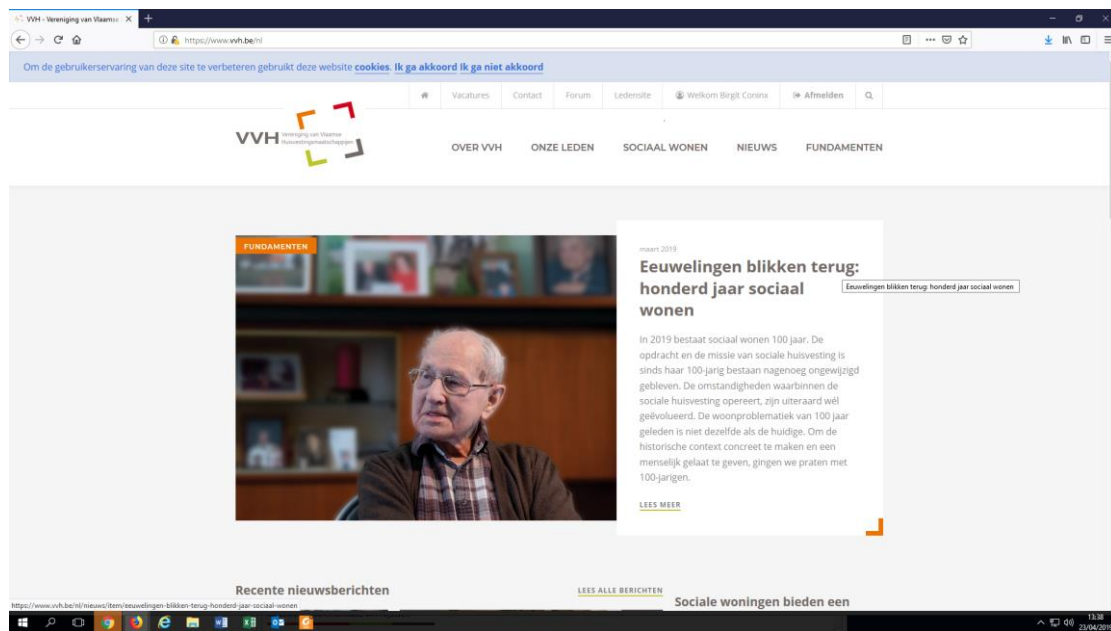 VVH - Vereniging van Vlaamse
https://www.vvh.be/nl
Om de gebruikerservaring van deze site te verbeteren gebruikt deze website cookies. Ik ga akkoord Ik ga niet akkoord
Vacatures Contact Forum Ledensite Welkom Birgit Coninx Afmelden
VVH Vereniging van Vlaamse
Huisvestingsmaatschappijen
OVER VVH ONZE LEDEN SOCIAAL WONEN NIEUWS FUNDAMENTEN
FUNDAMENTEN
maart 2019
Eeuwelingen blikken terug:
honderd jaar sociaal
wonen
Eeuwelingen blikken terug: honderd jaar sociaal wonen
In 2019 bestaat sociaal wonen 100 jaar. De
opdracht en de missie van sociale huisvesting is
sinds haar 100-jarig bestaan nagenoeg ongewijzigd
gebleven. De omstandigheden waarbinnen de
sociale huisvesting opereert, zijn uiteraard wél
geëvolueerd. De woonproblematiek van 100 jaar
geleden is niet dezelfde als de huidige. Om de
historische context concreet te maken en een
menselijk gelaat te geven, gingen we praten met
100-jarigen.
LEES MEER
Recente nieuwsberichten
LEES ALLE BERICHTEN
Sociale woningen bieden een
https://www.vvh.be/nl/nieuws/item/eeuwelingen-blikken-terug-honderd-jaar-sociaal-wonen
13:38
23/04/2019